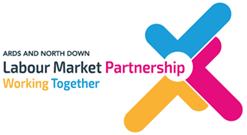 ARDS AND NORTH DOWN
Labour Market Partnership
Working Together